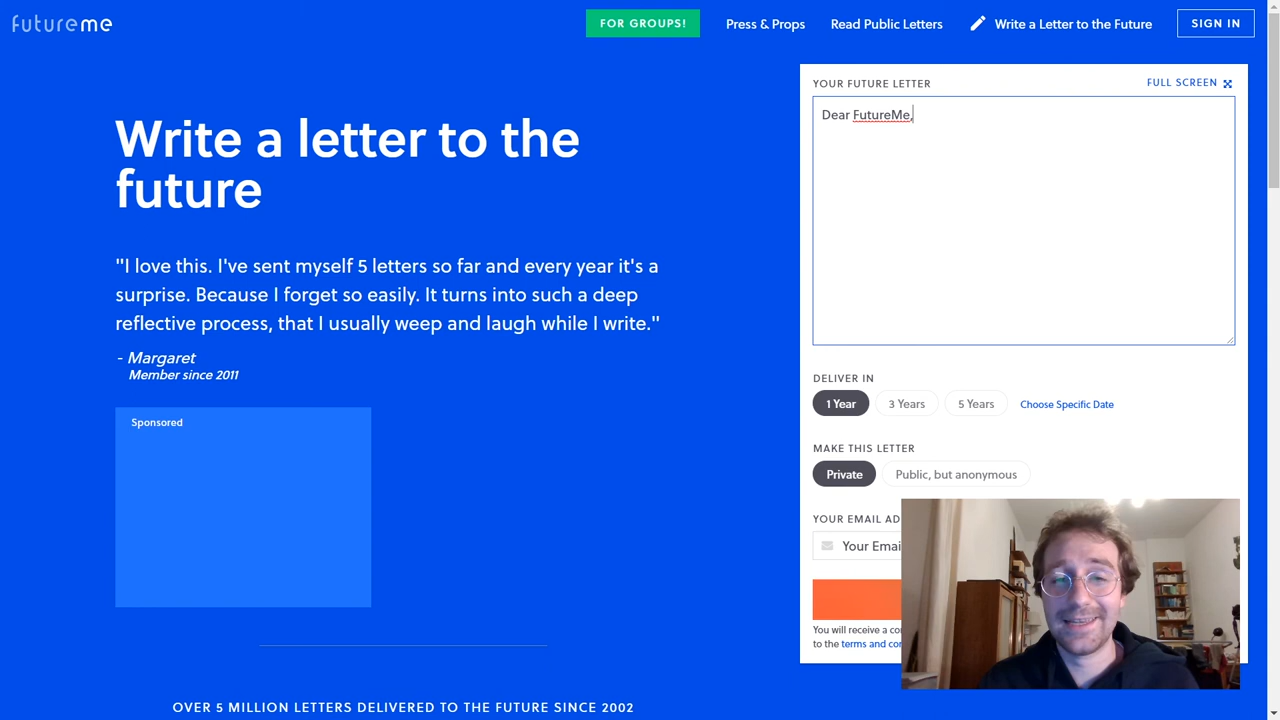 futureme
FOR GROUPS!
Press & Props
Read Public Letters
Write a Letter to the Future
SIGN IN
Write a letter to the
future
"I love this. I've sent myself 5 letters so far and every year it's a
surprise. Because I forget so easily. It turns into such a deep
reflective process, that I usually weep and laugh while I write."
- Margaret
Member since 2011
Sponsored
OVER 5 MILLION LETTERS DELIVERED TO THE FUTURE SINCE 2002
YOUR FUTURE LETTER
FULL SCREEN
Dear FutureMe,
DELIVER IN
1 Year
3 Years
5 Years
Choose Specific Date
MAKE THIS LETTER
Private
Public, but anonymous
YOUR EMAIL AD
Your Emai
You will receive a co
to the terms and con